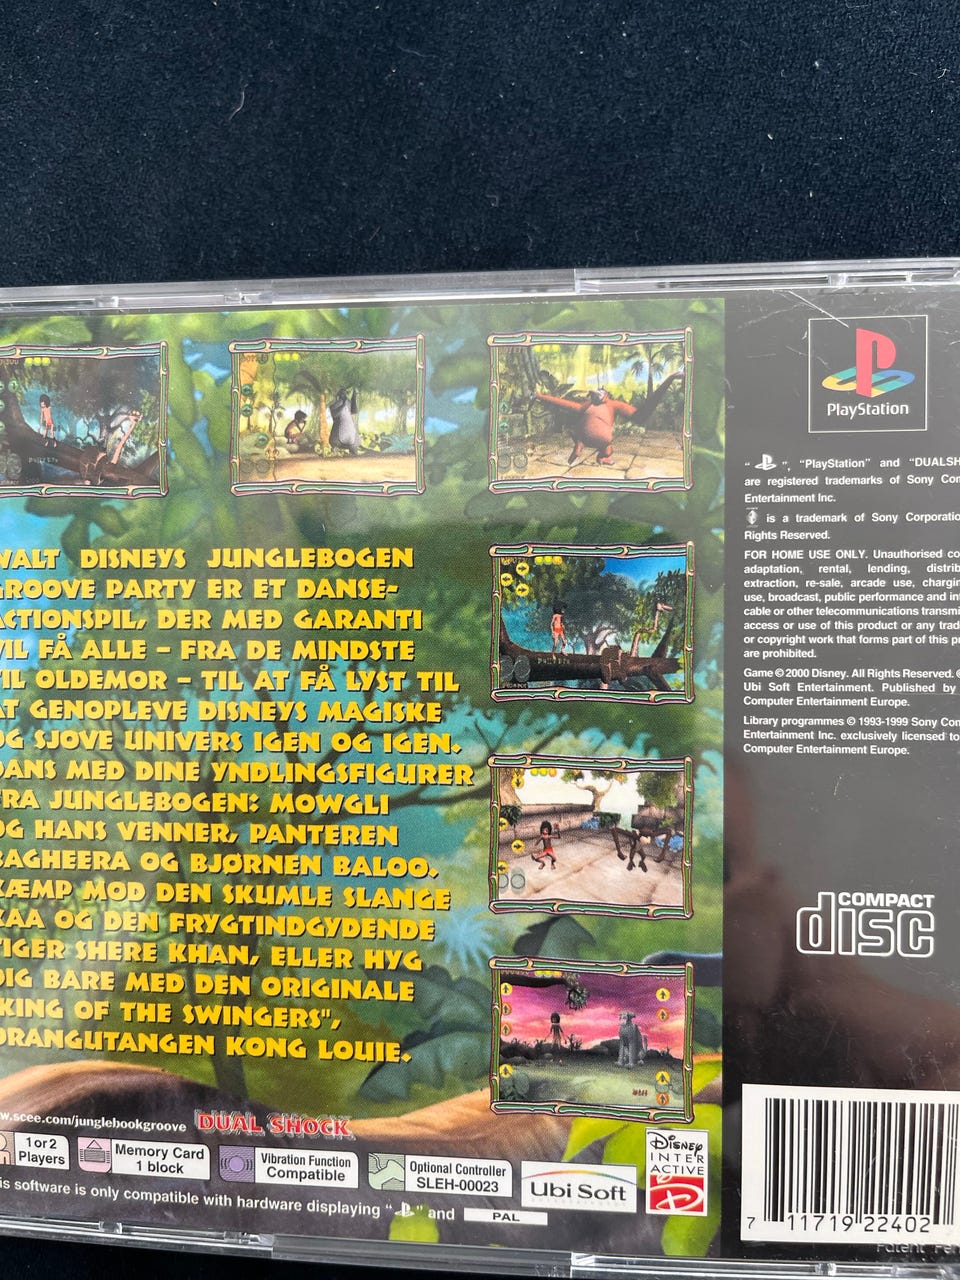 PlayStation
" ", "PlayStation" and "DUALSH
are registered trademarks of Sony Com
Entertainment Inc.
is a trademark of Sony Corporatio
Rights Reserved.
FOR HOME USE ONLY. Unauthorised co
adaptation, rental, lending, distrib
extraction, re-sale, arcade use, chargin
use, broadcast, public performance and int
cable or other telecommunications transmi
access or use of this product or any trad
or copyright work that forms part of this pr
are prohibited.
Game © 2000 Disney. All Rights Reserved. ©
Ubi Soft Entertainment. Published by
Computer Entertainment Europe.
Library programmes © 1993-1999 Sony Com
Entertainment Inc. exclusively licensed to
Computer Entertainment Europe.
WALT DISNEYS JUNGLEBOGEN
GROOVE PARTY ER ET DANSE-
ACTIONSPIL, DER MED GARANTI
VIL FÅ ALLE – FRA DE MINDSTE
TIL OLDEMOR – TIL AT FÅ LYST TIL
AT GENOPLEVE DISNEYS MAGISKE
OG SJOVE UNIVERS IGEN OG IGEN.
DANS MED DINE YNDLINGSFIGURER
FRA JUNGLEBOGEN: MOWGLI
OG HANS VENNER, PANTEREN
BAGHEERA OG BJØRNEN BALOO.
KÆMP MOD DEN SKUMLE SLANGE
KAA OG DEN FRYGTINDGYDENDE
TIGER SHERE KHAN, ELLER HYG
DIG BARE MED DEN ORIGINALE
KING OF THE SWINGERS",
ORANGUTANGEN KONG LOUIE.
COMPACT
disc
w.scee.com/junglebookgroove
DUAL SHOCK
1 or 2
Players
Memory Card
1 block
Vibration Function
Compatible
Optional Controller
SLEH-00023
Ubi Soft
ENTERTAINMENT
Disney
INTER
ACTIVE
is software is only compatible with hardware displaying " " and PAL
7 11719 22402